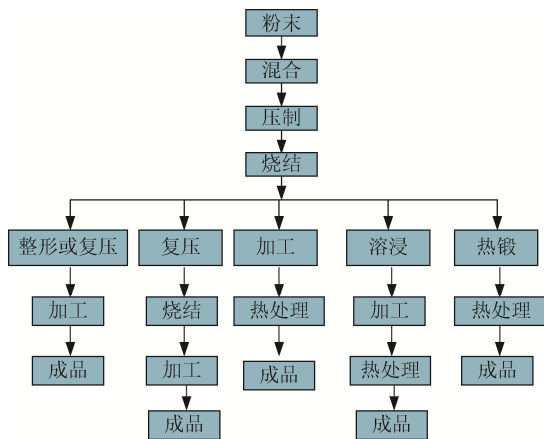 粉末
混合
压制
烧结
整形或复压
复压
加工
溶浸
热锻
加工
烧结
热处理
加工
热处理
成品
加工
成品
热处理
成品
成品
成品